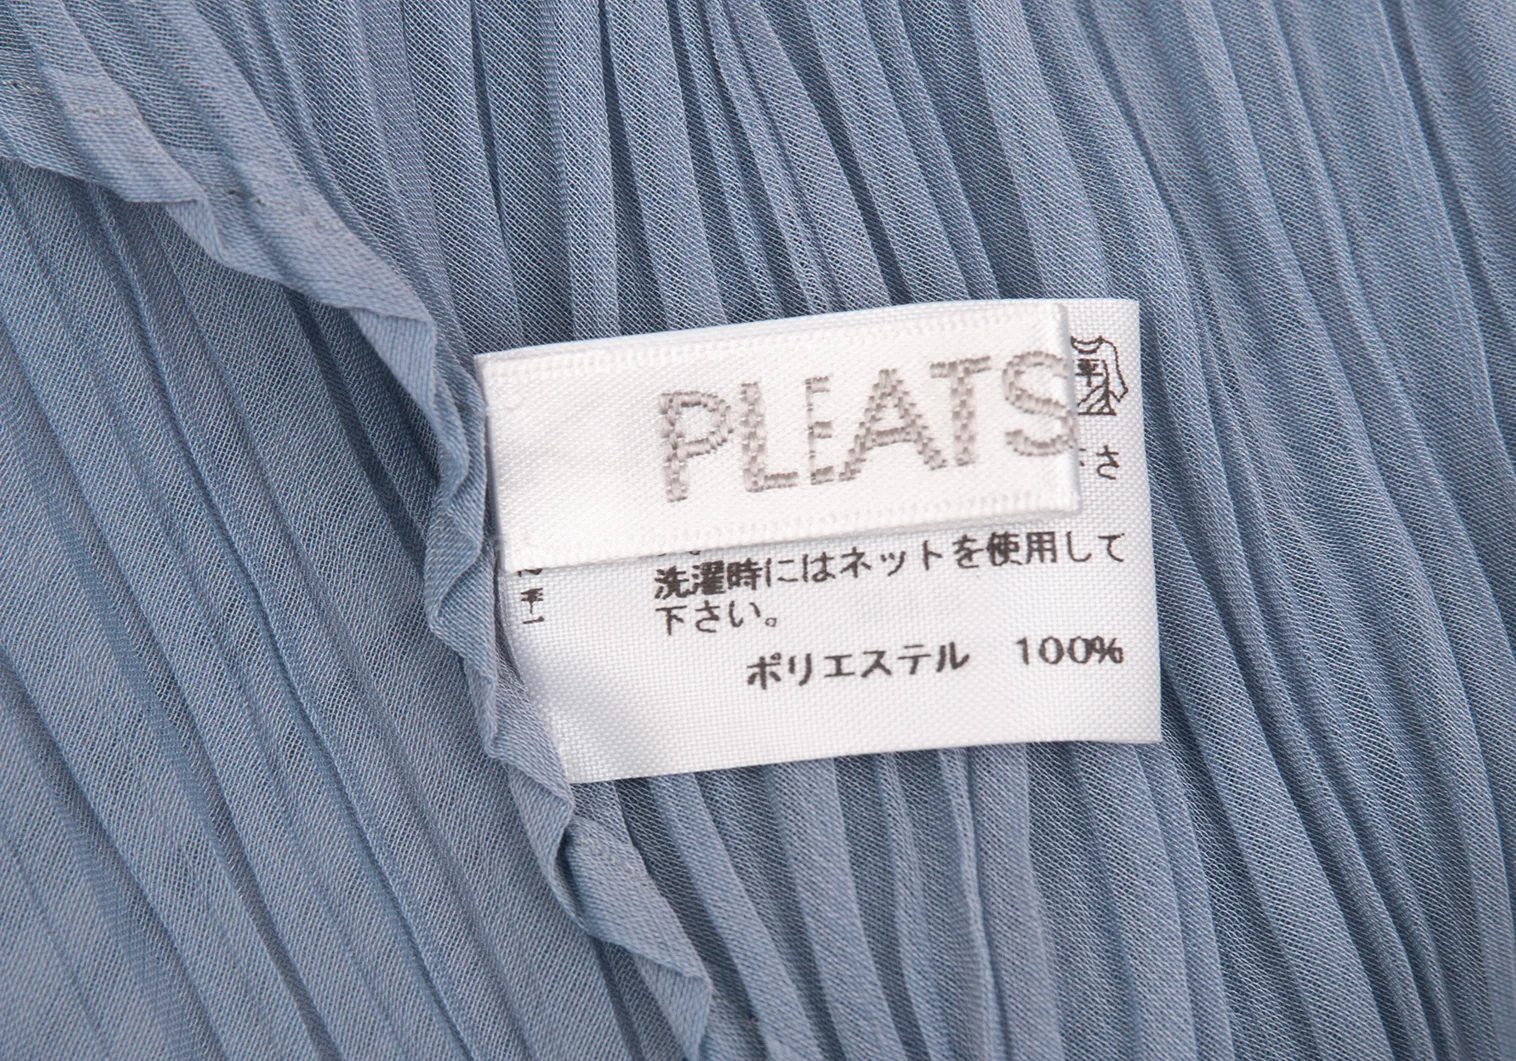 PLEATS
さ
洗濯時にはネットを使用して
下さい。
ポリエステル 100%